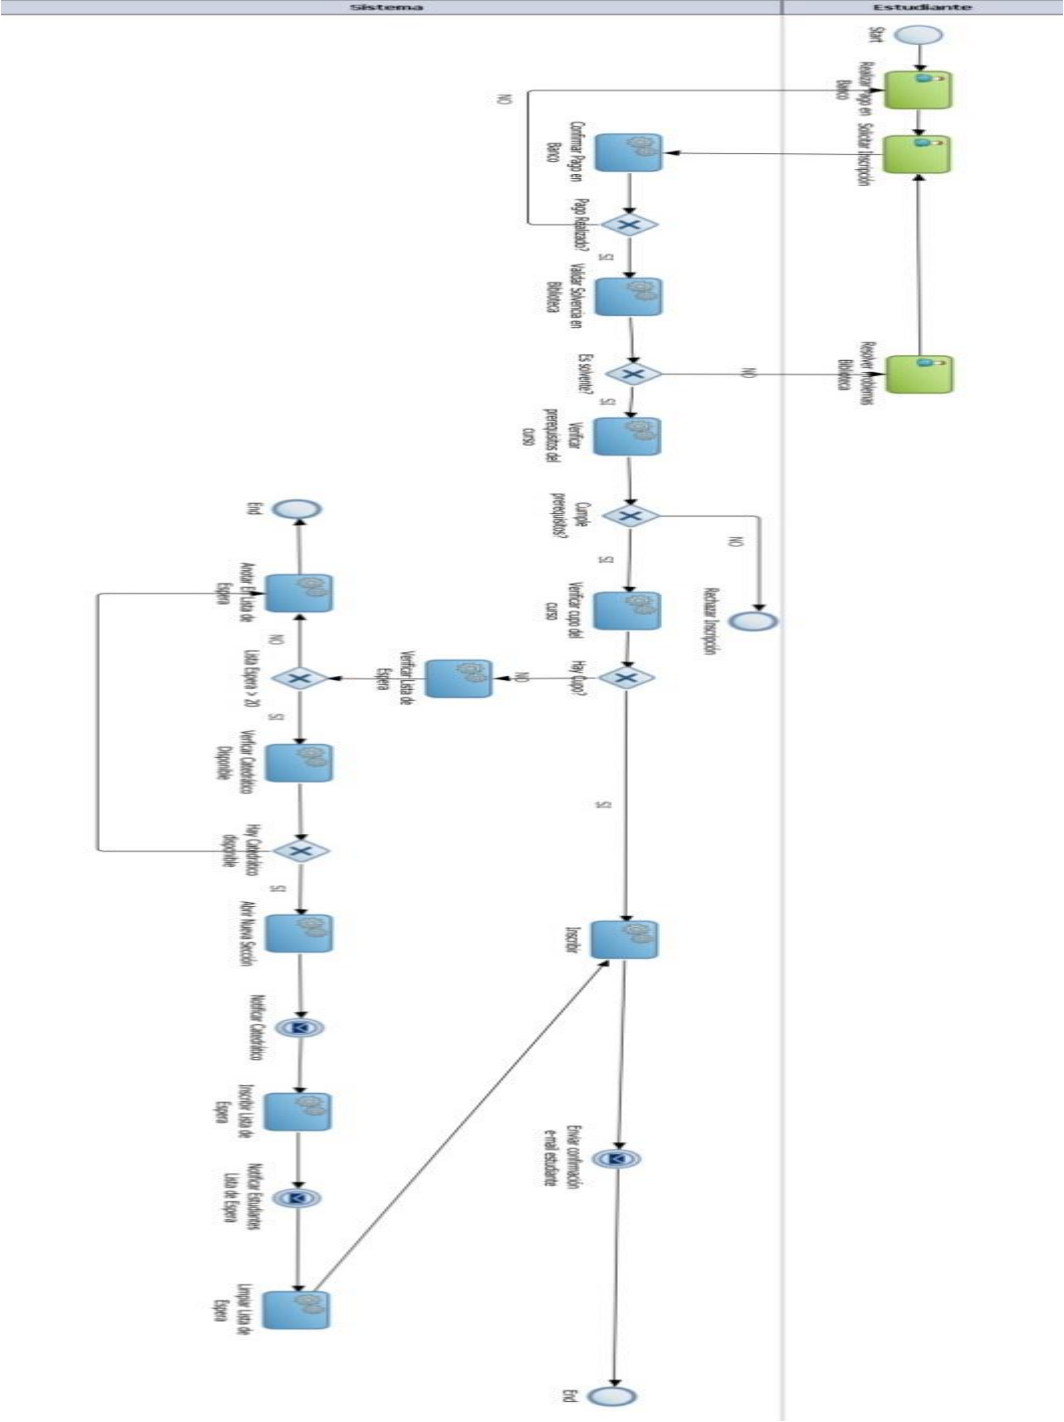 Sistema
Estudiante
Start
Realizar Pago en
Banco
Solicitar Inscripción
NO
Confirmar Pago en
Banco
Pago Realizado?
SI
Validar Solvencia en
Biblioteca
Es solvente?
NO
Resolver Problemas
Biblioteca
SI
Verificar
prerequisitos del
curso
Cumple
prerequisitos?
NO
Rechazar Inscripción
SI
Verificar cupo del
curso
Hay Cupo?
NO
Verificar Lista de
Espera
Lista Espera > 20
NO
Anotar En Lista de
Espera
End
SI
Verficar Catedrático
Disponible
Hay Catedrático
disponible
SI
Abrir Nueva Sección
Notificar Catedrático
Inscribir Lista de
Espera
Notificar Estudiantes
Lista de Espera
Limpiar Lista de
Espera
SI
Inscribir
Enviar confirmación
e-mail estudiante
End